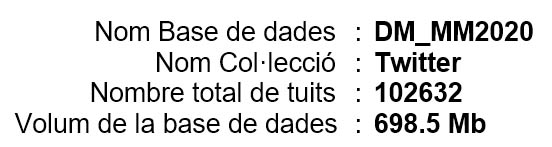 Nom Base de dades : DM_MM2020
Nom Col·lecció : Twitter
Nombre total de tuits : 102632
Volum de la base de dades : 698.5 Mb